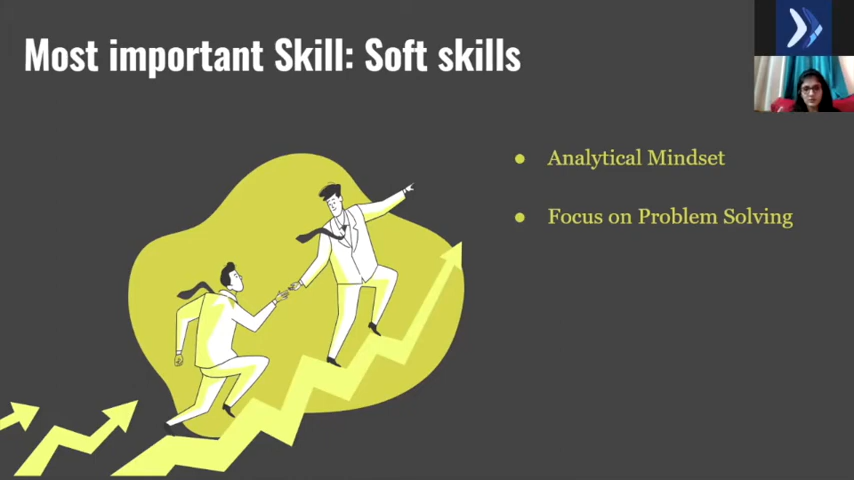 Most important Skill: Soft skills
Analytical Mindset
Focus on Problem Solving